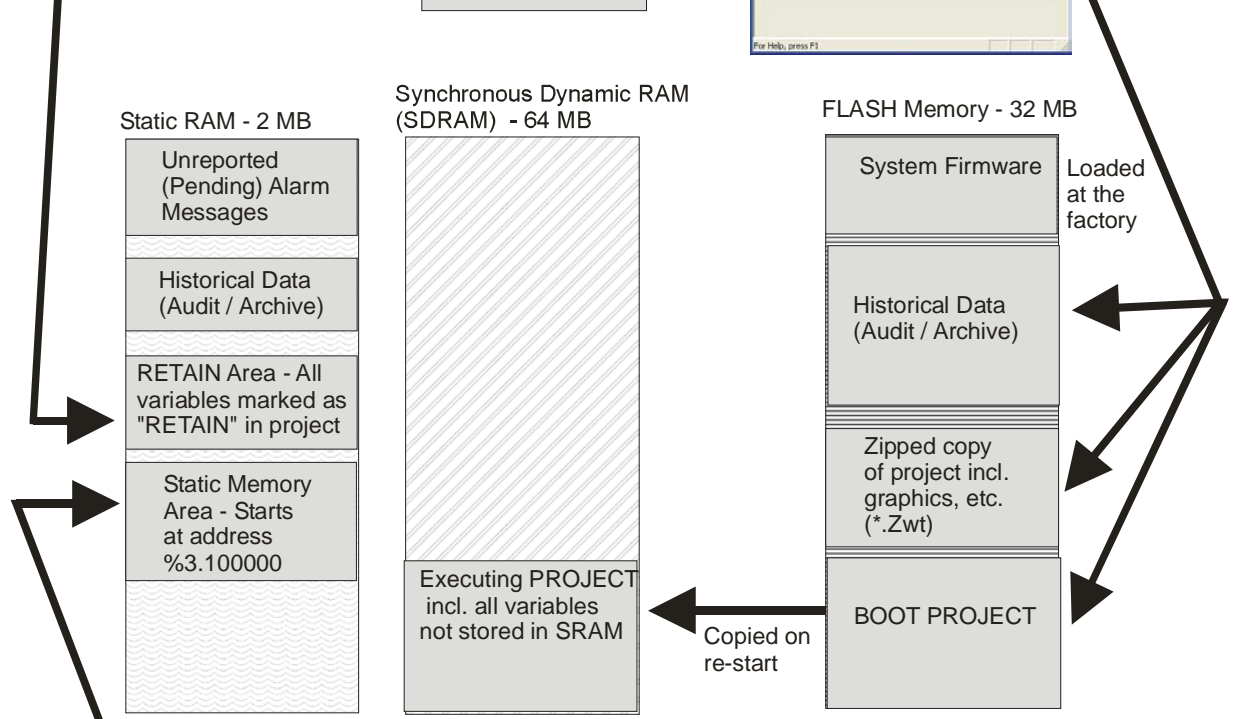 For Help, press F1
Static RAM - 2 MB
Unreported
(Pending) Alarm
Messages
Historical Data
(Audit / Archive)
RETAIN Area - All
variables marked as
"RETAIN" in project
Static Memory
Area - Starts
at address
%3.100000
Synchronous Dynamic RAM
(SDRAM) - 64 MB
Executing PROJECT
incl. all variables
not stored in SRAM
Copied on
re-start
FLASH Memory - 32 MB
System Firmware
Loaded
at the
factory
Historical Data
(Audit / Archive)
Zipped copy
of project incl.
graphics, etc.
(*.Zwt)
BOOT PROJECT